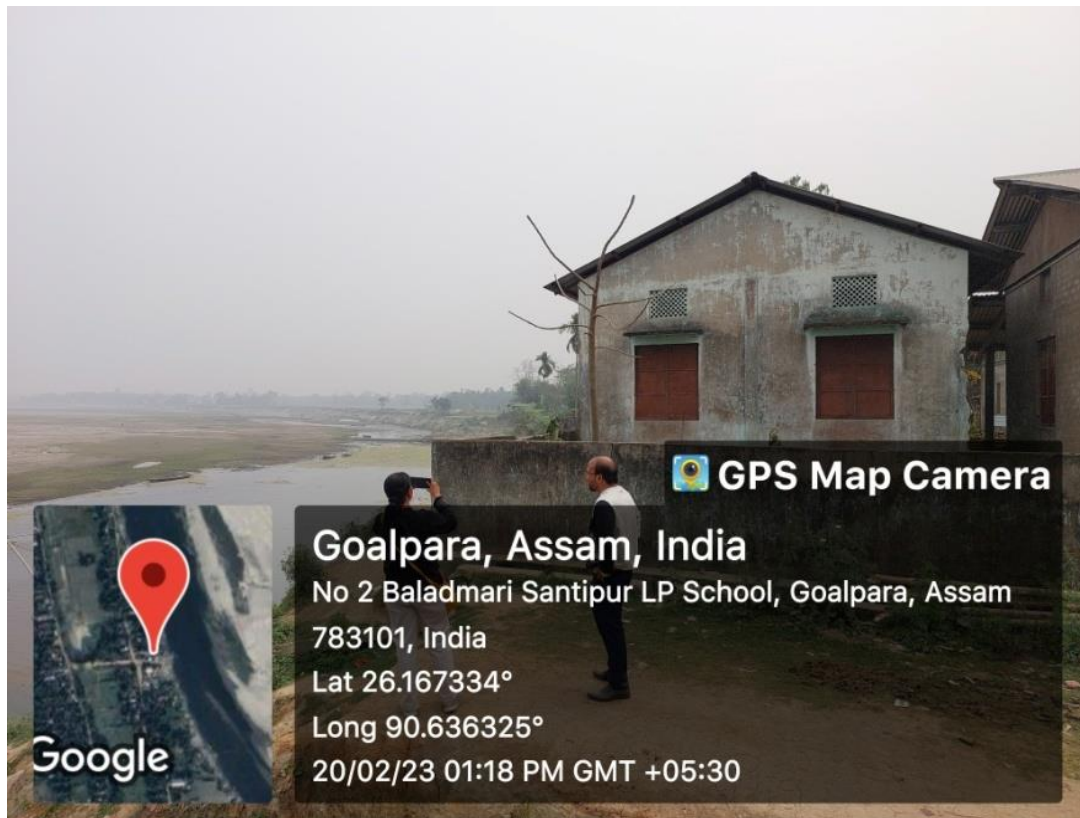 GPS Map Camera
Goalpara, Assam, India
No 2 Baladmari Santipur LP School, Goalpara, Assam
783101, India
Lat 26.167334°
Long 90.636325°
20/02/23 01:18 PM GMT +05:30
Google